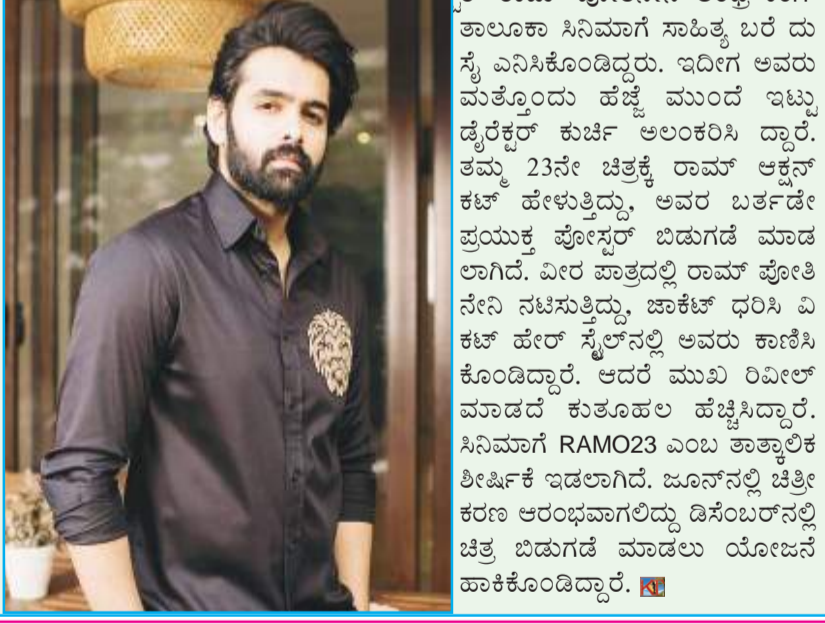 ತಾಲೂಕಾ ಸಿನಿಮಾಗೆ ಸಾಹಿತ್ಯ ಬರೆ ದು
ಸೈ ಎನಿಸಿಕೊಂಡಿದ್ದರು. ಇದೀಗ ಅವರು
ಮತ್ತೊಂದು ಹೆಜ್ಜೆ ಮುಂದೆ ಇಟ್ಟು
ಡೈರೆಕ್ಟರ್ ಕುರ್ಚಿ ಅಲಂಕರಿಸಿ ದ್ದಾರೆ.
ತಮ್ಮ 23ನೇ ಚಿತ್ರಕ್ಕೆ ರಾಮ್ ಆಕ್ಷನ್
ಕಟ್ ಹೇಳುತ್ತಿದ್ದು, ಅವರ ಬರ್ತಡೇ
ಪ್ರಯುಕ್ತ ಪೋಸ್ಟರ್ ಬಿಡುಗಡೆ ಮಾಡ
ಲಾಗಿದೆ. ವೀರ ಪಾತ್ರದಲ್ಲಿ ರಾಮ್ ಪೋತಿ
ನೇನಿ ನಟಿಸುತ್ತಿದ್ದು, ಜಾಕೆಟ್ ಧರಿಸಿ ವಿ
ಕಟ್ ಹೇರ್ ಸ್ಟೈಲ್‌ನಲ್ಲಿ ಅವರು ಕಾಣಿಸಿ
ಕೊಂಡಿದ್ದಾರೆ. ಆದರೆ ಮುಖ ರಿವೀಲ್
ಮಾಡದೆ ಕುತೂಹಲ ಹೆಚ್ಚಿಸಿದ್ದಾರೆ.
ಸಿನಿಮಾಗೆ RAMO23 ಎಂಬ ತಾತ್ಕಾಲಿಕ
ಶೀರ್ಷಿಕೆ ಇಡಲಾಗಿದೆ. ಜೂನ್‌ನಲ್ಲಿ ಚಿತ್ರೀ
ಕರಣ ಆರಂಭವಾಗಲಿದ್ದು ಡಿಸೆಂಬರ್‌ನಲ್ಲಿ
ಚಿತ್ರ ಬಿಡುಗಡೆ ಮಾಡಲು ಯೋಜನೆ
ಹಾಕಿಕೊಂಡಿದ್ದಾರೆ.